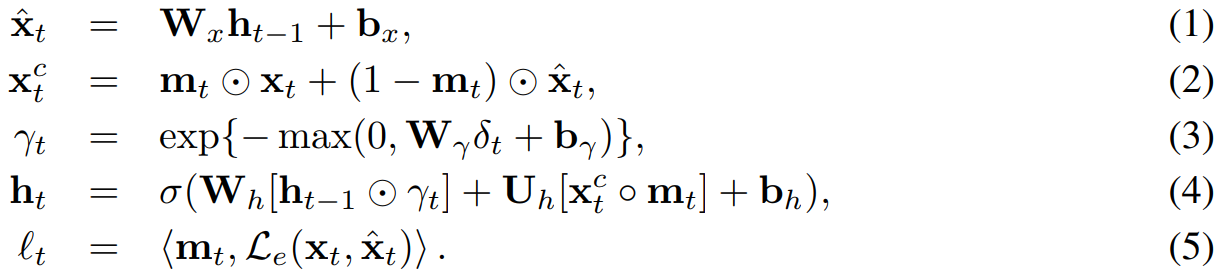 x̂_t = W_x h_{t−1} + b_x, (1)
x_t^c = m_t ⊙ x_t + (1 − m_t) ⊙ x̂_t, (2)
γ_t = exp{− max(0, W_γ δ_t + b_γ)}, (3)
h_t = σ(W_h[h_{t−1} ⊙ γ_t] + U_h[x_t^c ∘ m_t] + b_h), (4)
ℓ_t = ⟨m_t, ℒ_e(x_t, x̂_t)⟩. (5)